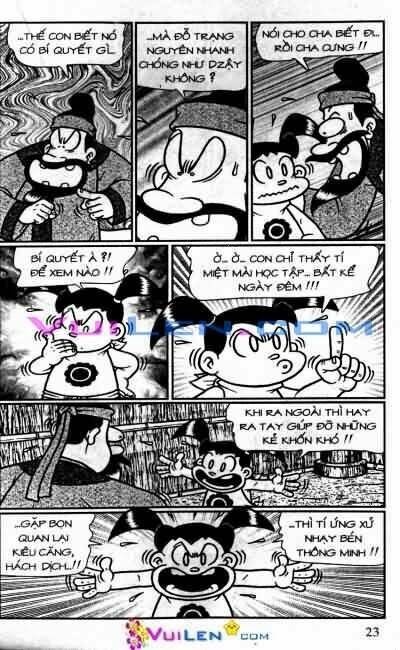 ...THẾ CON BIẾT NÓ
CÓ BÍ QUYẾT GÌ...
...MÀ ĐỖ TRẠNG
NGUYÊN NHANH
CHÓNG NHƯ DZẬY
KHÔNG ?
NÓI CHO CHA BIẾT ĐI...
RỒI CHA CƯNG !!
BÍ QUYẾT À ?!
ĐỂ XEM NÀO !!
Ờ... Ờ... CON CHỈ THẤY TÍ
MIỆT MÀI HỌC TẬP... BẤT KỂ
NGÀY ĐÊM !!!
VUILEN.COM
KHI RA NGOÀI THÌ HAY
RA TAY GIÚP ĐỠ NHỮNG
KẺ KHỐN KHÓ !!
...GẶP BỌN
QUAN LẠI
KIÊU CĂNG,
HÁCH DỊCH..!!
...THÌ TÍ ỨNG XỬ
NHẠY BÉN
THÔNG MINH !!
23
VUILEN.COM